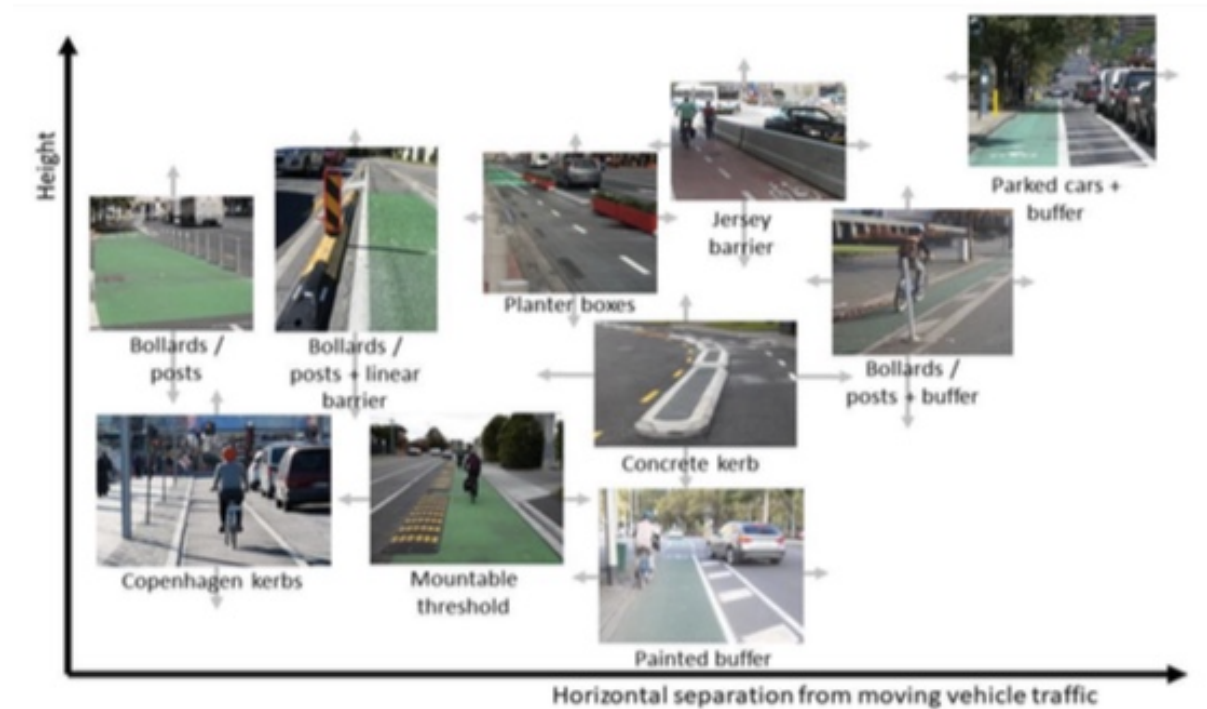 Height
Parked cars +
buffer
Jersey
barrier
Planter boxes
Bollards /
posts
Bollards /
posts + linear
barrier
Bollards /
posts + buffer
Concrete kerb
Copenhagen kerbs
Mountable
threshold
Painted buffer
Horizontal separation from moving vehicle traffic